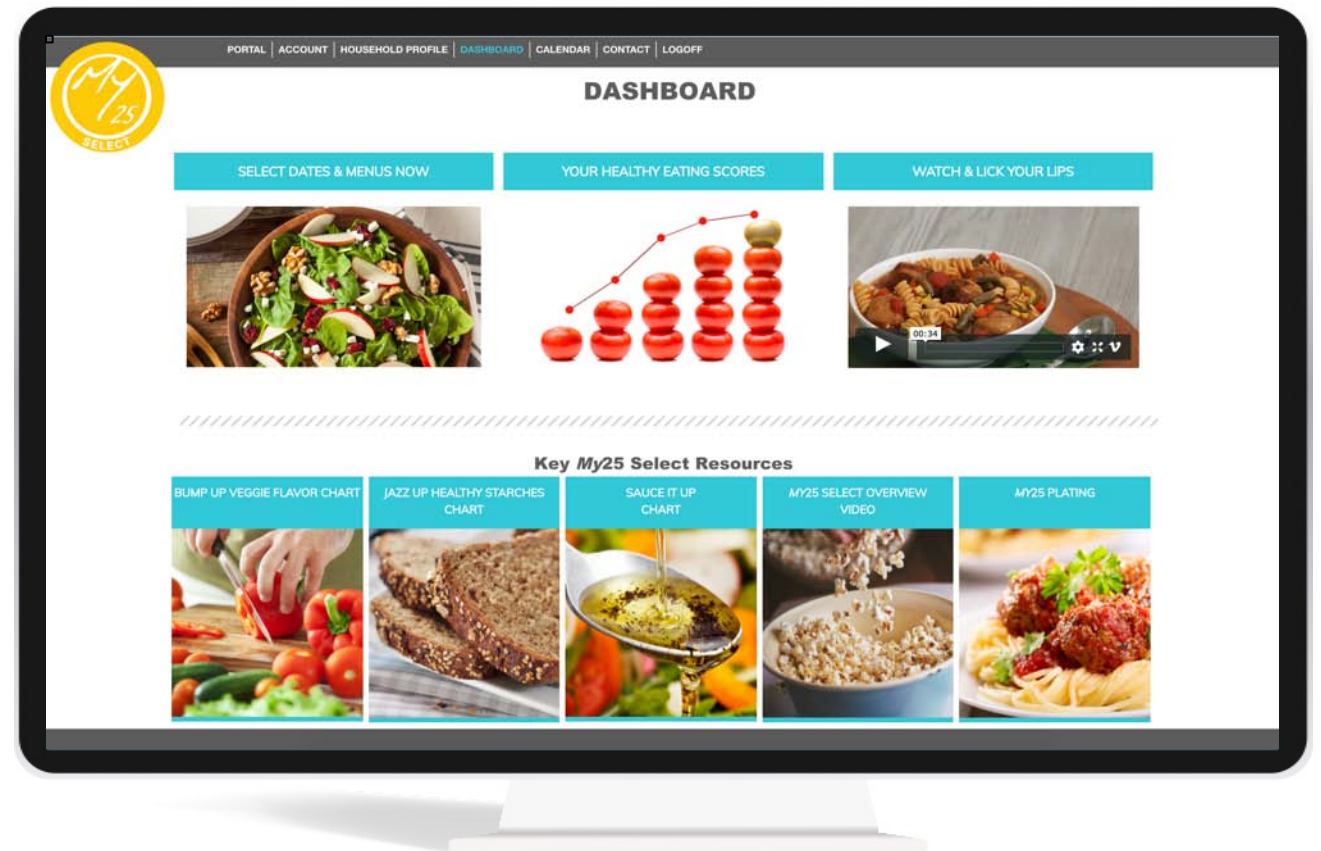 PORTAL | ACCOUNT | HOUSEHOLD PROFILE | DASHBOARD | CALENDAR | CONTACT | LOGOFF
My
25
SELECT
DASHBOARD
SELECT DATES & MENUS NOW
YOUR HEALTHY EATING SCORES
WATCH & LICK YOUR LIPS
00:34
Key My25 Select Resources
BUMP UP VEGGIE FLAVOR CHART
JAZZ UP HEALTHY STARCHES
CHART
SAUCE IT UP
CHART
MY25 SELECT OVERVIEW
VIDEO
MY25 PLATING